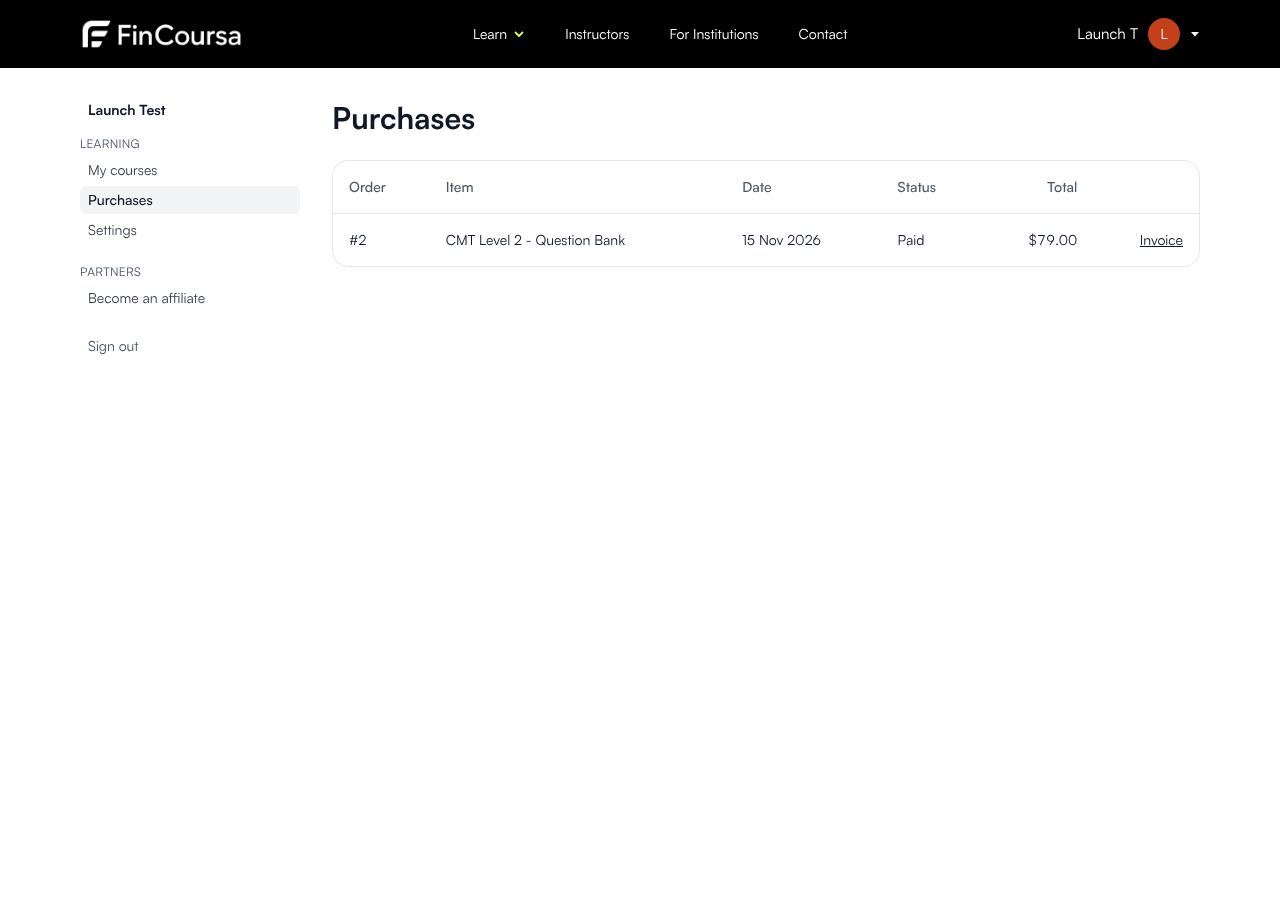 FinCoursa
Learn Instructors For Institutions Contact Launch T L
Launch Test
LEARNING
My courses
Purchases
Settings
PARTNERS
Become an affiliate
Sign out
Purchases
Order Item Date Status Total
#2 CMT Level 2 - Question Bank 15 Nov 2026 Paid $79.00 Invoice